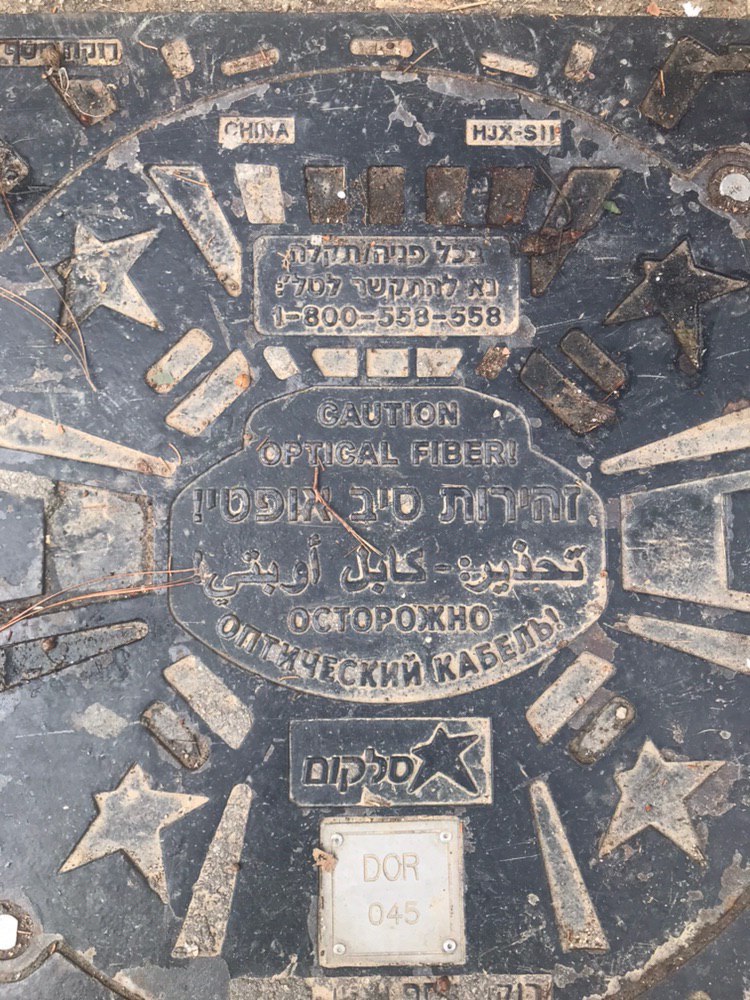 CHINA
HJX-S11
בכל פניה/תקלה
נא להתקשר לטל':
1-800-558-558
CAUTION
OPTICAL FIBER!
זהירות סיב אופטי!
تحذير:- كابل أوبتي!
ОСТОРОЖНО
ОПТИЧЕСКИЙ КАБЕЛЬ!
סלקום
DOR
045